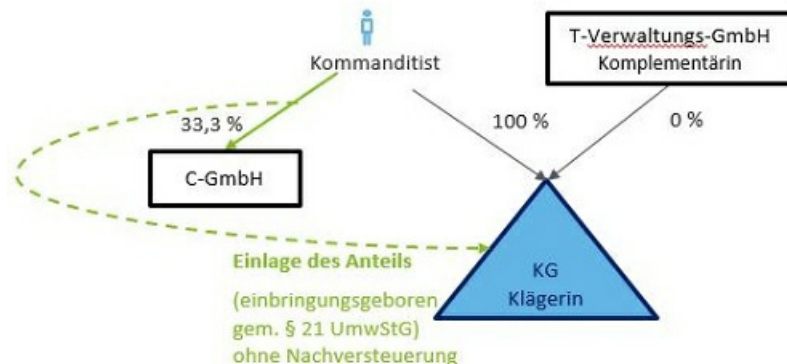 T-Verwaltungs-GmbH
Komplementärin
Kommanditist
33,3 %
100 %
0 %
C-GmbH
Einlage des Anteils
(einbringungsgeboren
gem. § 21 UmwStG)
ohne Nachversteuerung
KG
Klägerin